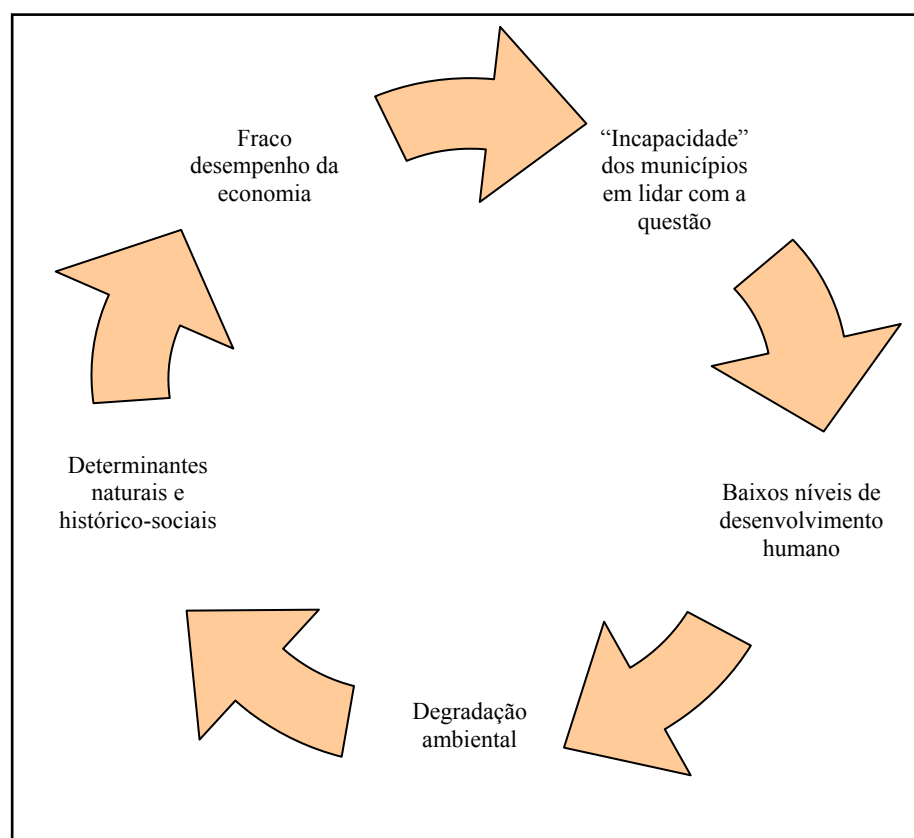 Fraco
desempenho da
economia
“Incapacidade”
dos municípios
em lidar com a
questão
Baixos níveis de
desenvolvimento
humano
Degradação
ambiental
Determinantes
naturais e
histórico-sociais